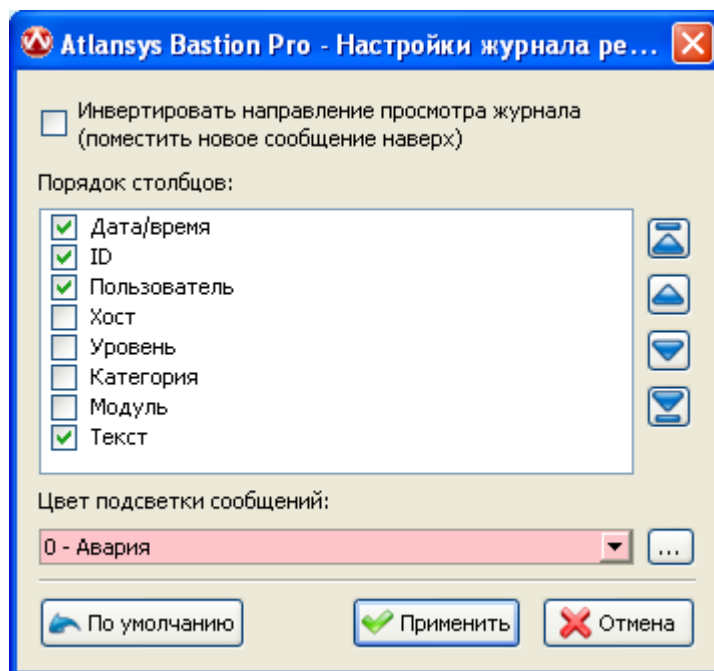 Atlansys Bastion Pro - Настройки журнала ре...
Инвертировать направление просмотра журнала
(поместить новое сообщение наверх)
Порядок столбцов:
Дата/время
ID
Пользователь
Хост
Уровень
Категория
Модуль
Текст
Цвет подсветки сообщений:
0 - Авария
...
По умолчанию
Применить
Отмена